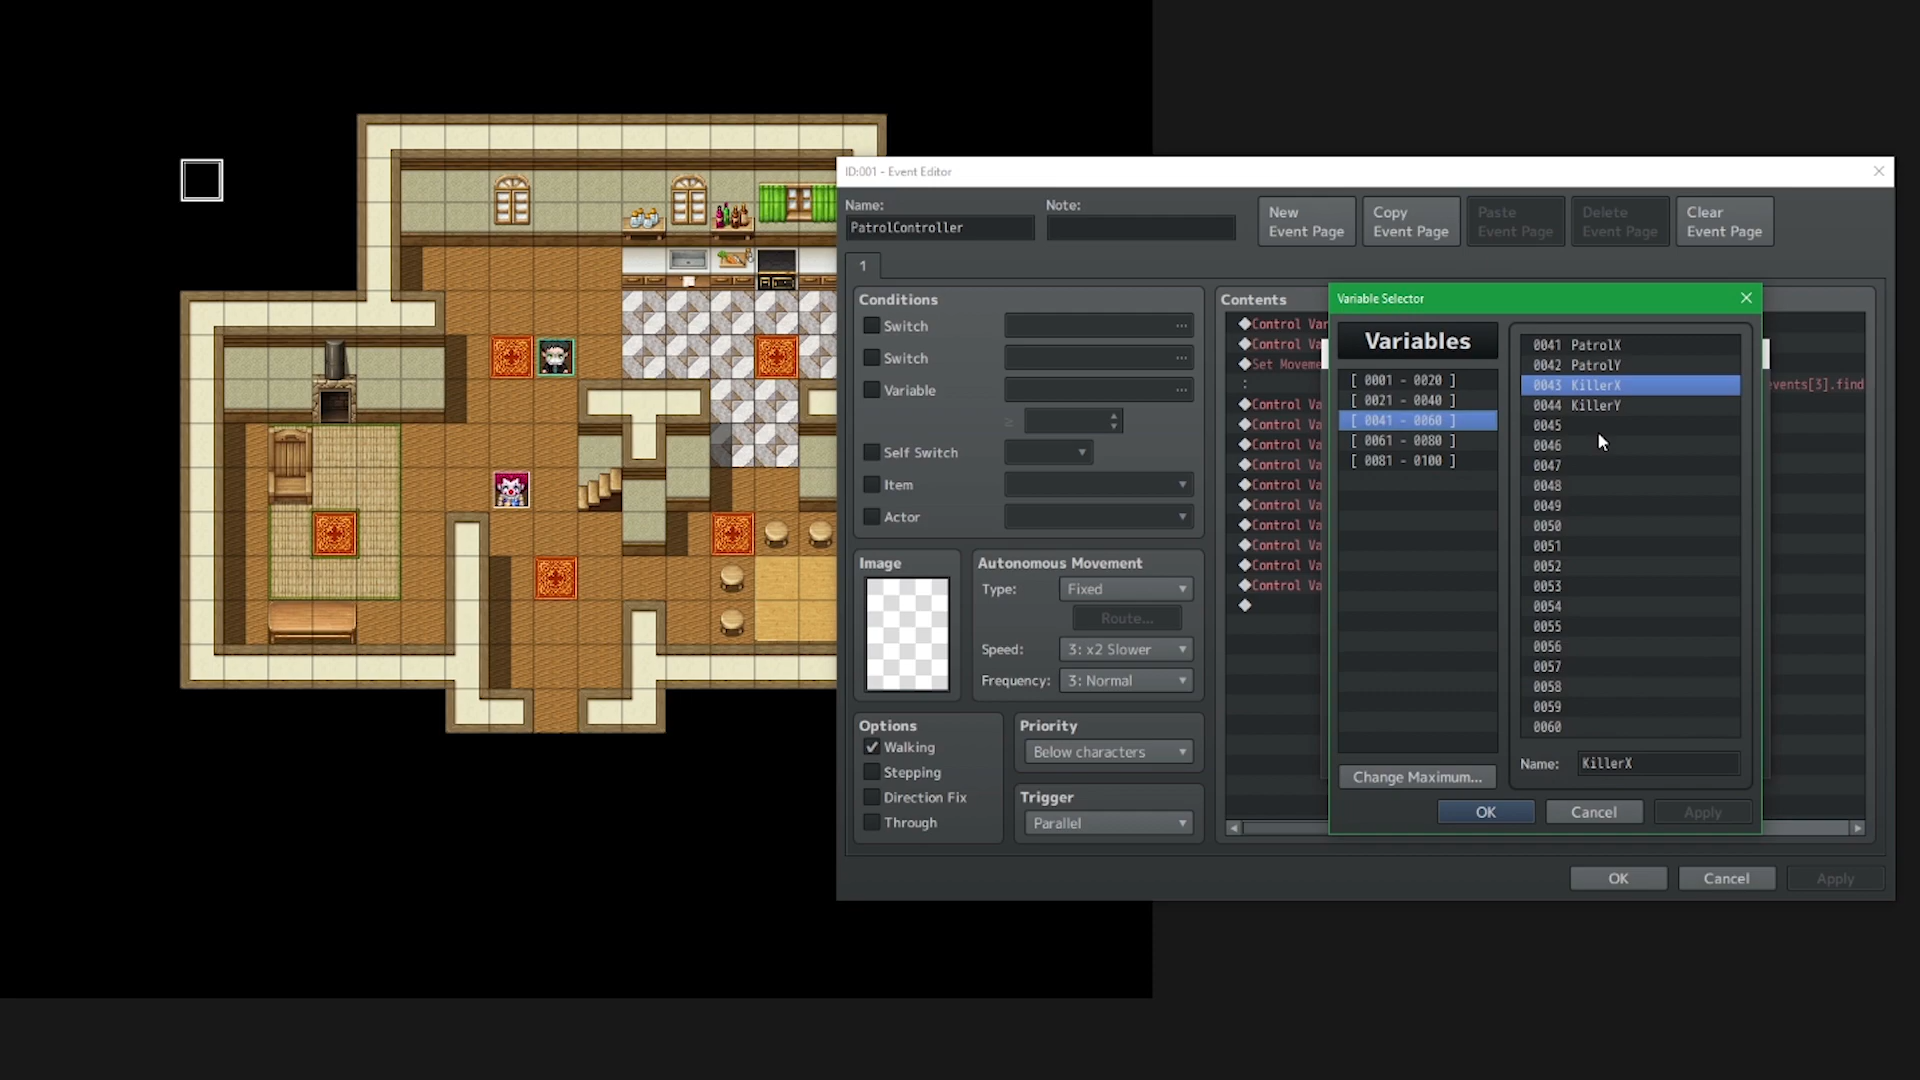 ID:001 - Event Editor
Name:
Note:
PatrolController
New
Event Page
Copy
Event Page
Paste
Event Page
Delete
Event Page
Clear
Event Page
1
Conditions
Switch
...
Switch
...
Variable
...
≥
Self Switch
Item
Actor
Image
Autonomous Movement
Type:
Fixed
Route...
Speed:
3: x2 Slower
Frequency:
3: Normal
Options
Walking
Stepping
Direction Fix
Through
Priority
Below characters
Trigger
Parallel
Contents
◆Control Var
◆Control Va
◆Set Moveme
:
vents[3].find
◆Control Va
◆Control Va
◆Control Va
◆Control Va
◆Control Va
◆Control Va
◆Control Va
◆Control Va
◆Control Va
◆Control Va
◆
Variable Selector
Variables
[ 0001 - 0020 ]
[ 0021 - 0040 ]
[ 0041 - 0060 ]
[ 0061 - 0080 ]
[ 0081 - 0100 ]
0041 PatrolX
0042 PatrolY
0043 KillerX
0044 KillerY
0045
0046
0047
0048
0049
0050
0051
0052
0053
0054
0055
0056
0057
0058
0059
0060
Name:
KillerX
Change Maximum...
OK
Cancel
Apply
OK
Cancel
Apply